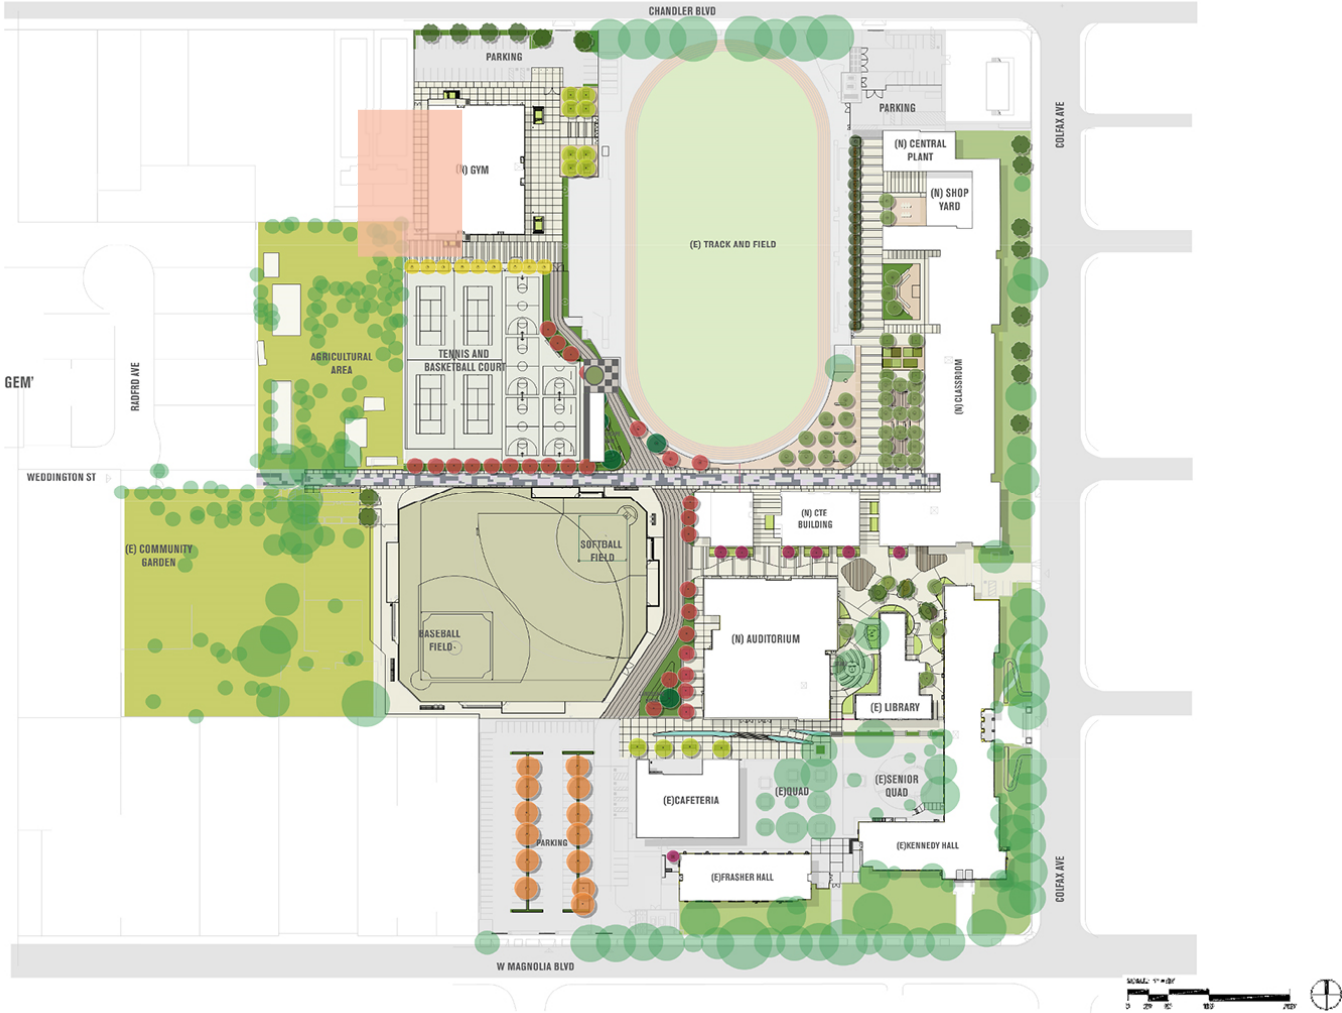 CHANDLER BLVD
PARKING
PARKING
COLFAX AVE
(N) CENTRAL
PLANT
(N) GYM
(N) SHOP
YARD
(E) TRACK AND FIELD
AGRICULTURAL
AREA
TENNIS AND
BASKETBALL COURT
GEM'
RADFRD AVE
(N) CLASSROOM
WEDDINGTON ST
(N) CTE
BUILDING
(E) COMMUNITY
GARDEN
SOFTBALL
FIELD
BASEBALL
FIELD
(N) AUDITORIUM
(E) LIBRARY
(E)SENIOR
QUAD
(E)QUAD
(E)CAFETERIA
PARKING
(E)KENNEDY HALL
(E)FRASHER HALL
COLFAX AVE
W MAGNOLIA BLVD